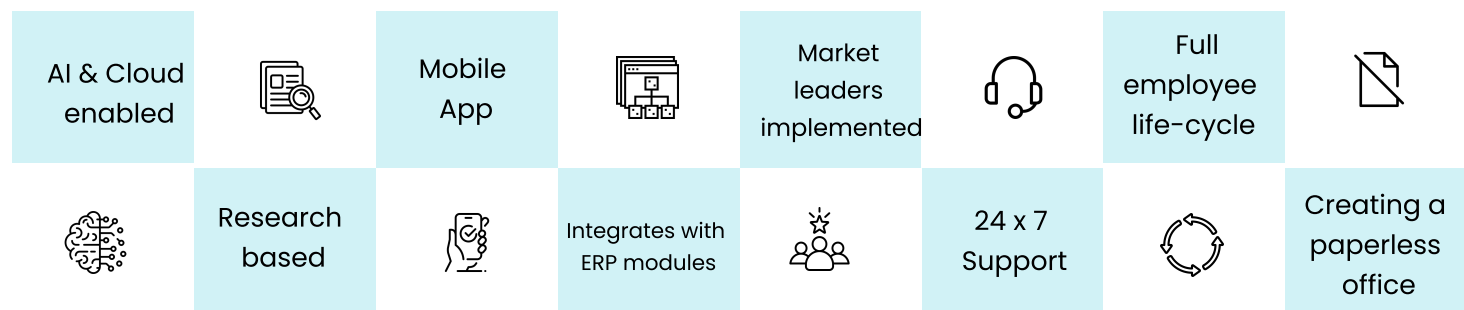 AI & Cloud
enabled
Mobile
App
Market
leaders
implemented
Full
employee
life-cycle
Research
based
Integrates with
ERP modules
24 x 7
Support
Creating a
paperless
office